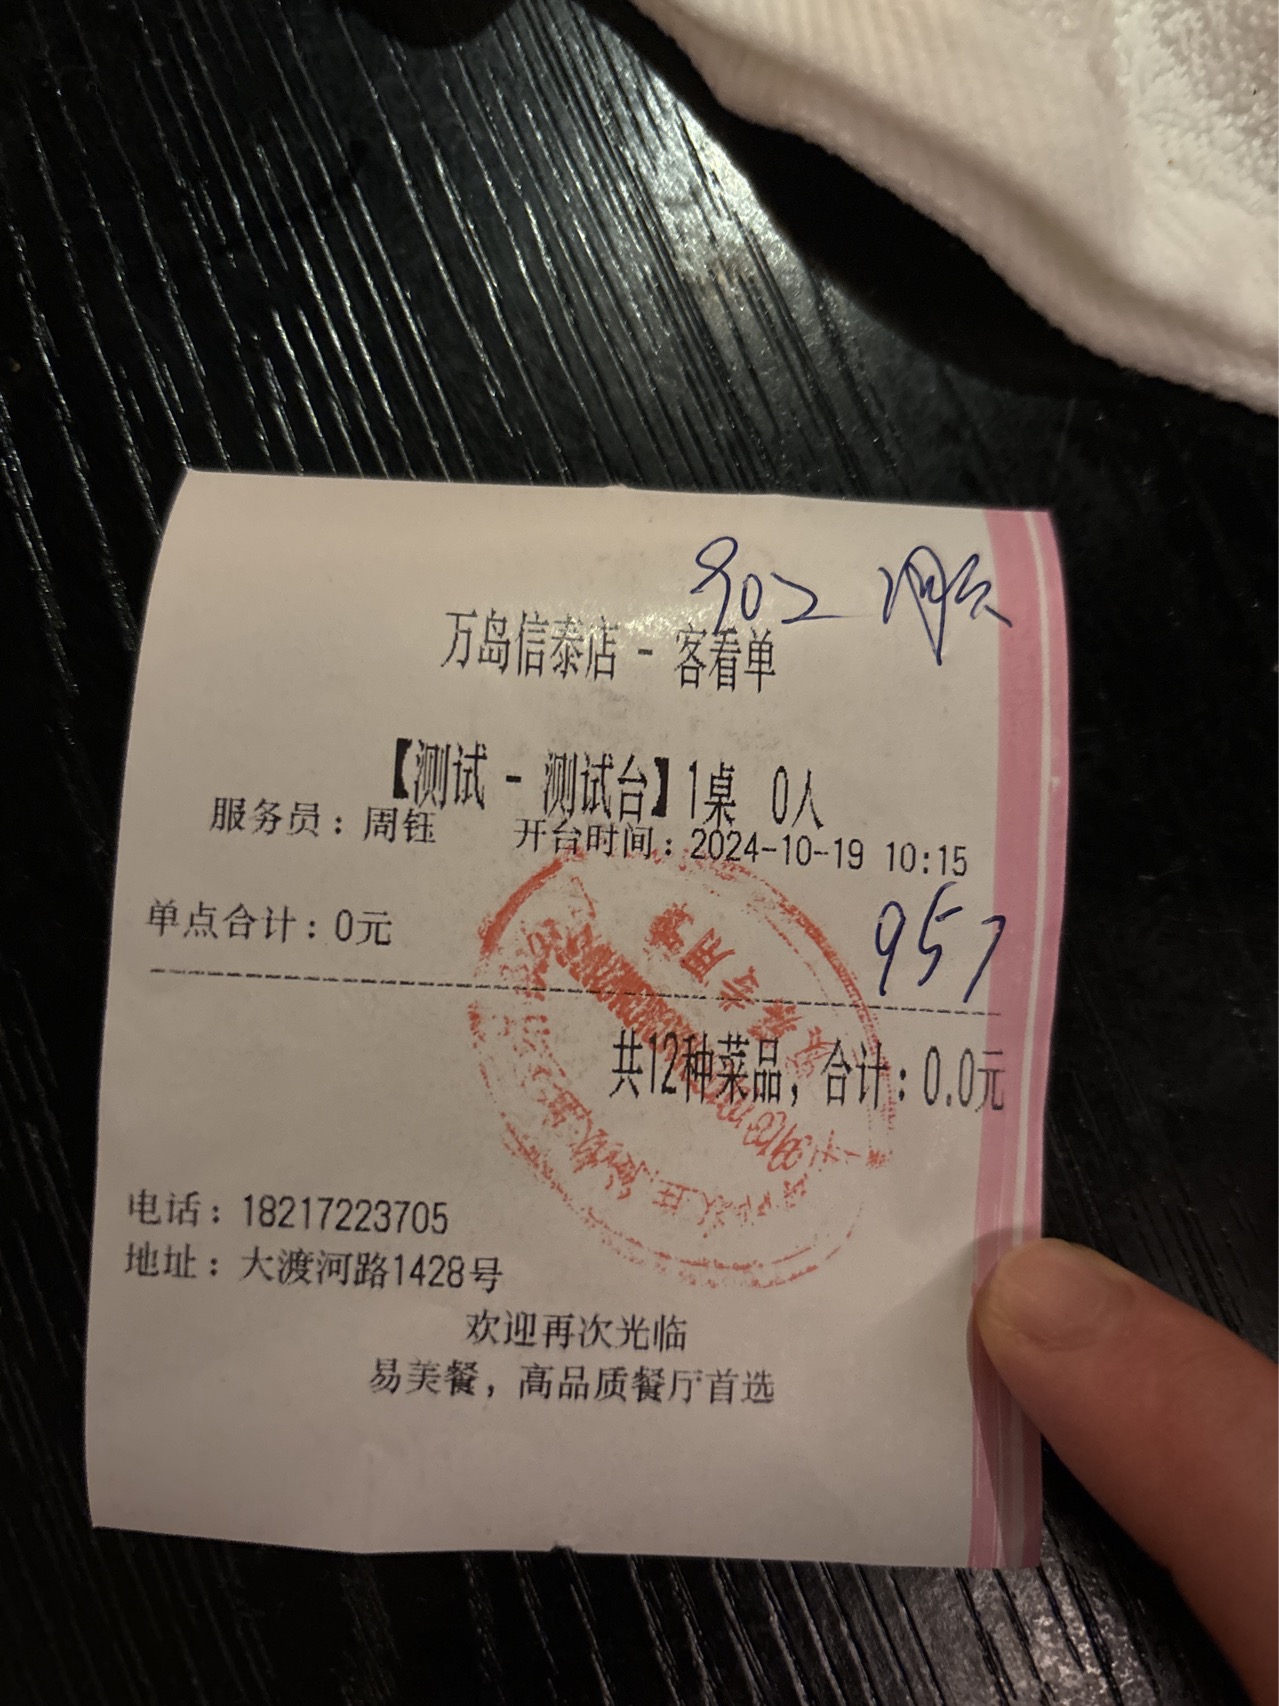 902
万岛信泰店 - 客看单
【测试 - 测试台】1桌 0人
服务员：周钰 开台时间：2024-10-19 10:15
单点合计：0元
957
共12种菜品，合计：0.0元
电话：18217223705
地址：大渡河路1428号
欢迎再次光临
易美餐，高品质餐厅首选